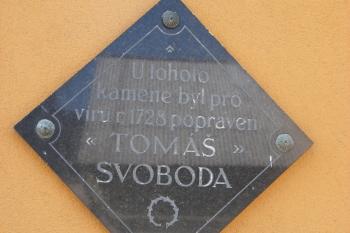 U tohoto
kamene byl pro
víru r. 1728 popraven
« TOMÁŠ »
SVOBODA